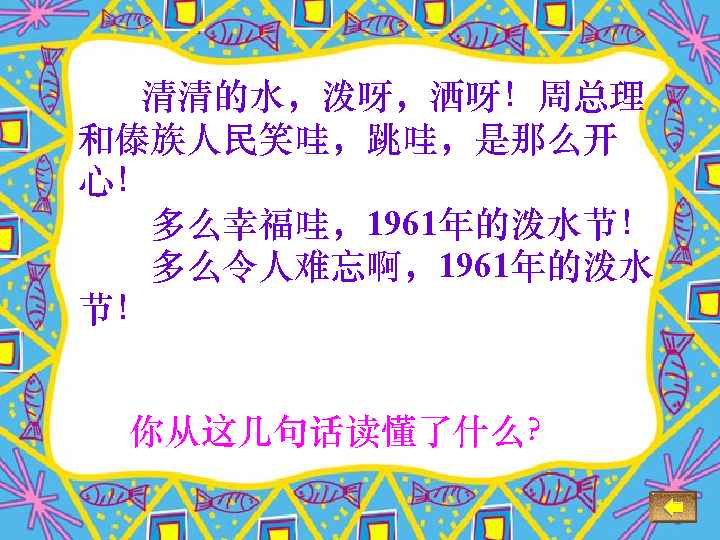 清清的水，泼呀，洒呀！周总理
和傣族人民笑哇，跳哇，是那么开
心！
多么幸福哇，1961年的泼水节！
多么令人难忘啊，1961年的泼水
节！
你从这几句话读懂了什么?